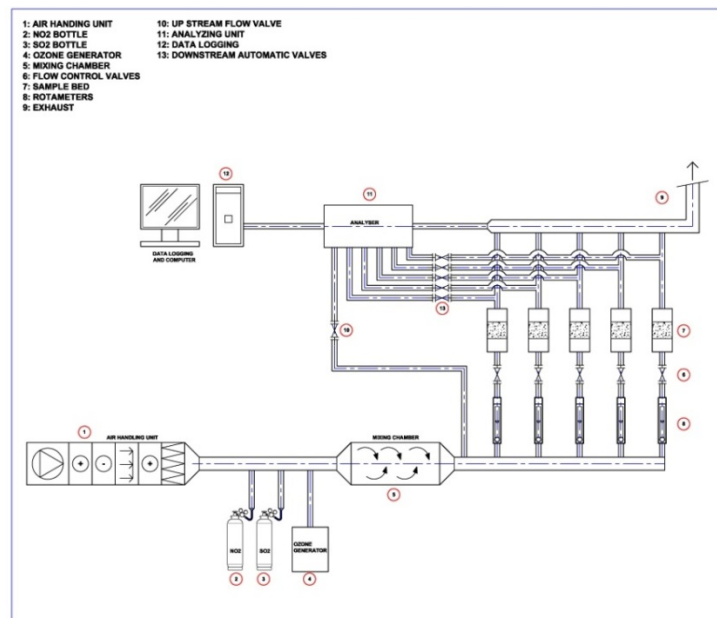 1: AIR HANDING UNIT
2: NO2 BOTTLE
3: SO2 BOTTLE
4: OZONE GENERATOR
5: MIXING CHAMBER
6: FLOW CONTROL VALVES
7: SAMPLE BED
8: ROTAMETERS
9: EXHAUST
10: UP STREAM FLOW VALVE
11: ANALYZING UNIT
12: DATA LOGGING
13: DOWNSTREAM AUTOMATIC VALVES
12
11
9
ANALYSER
DATA LOGGING
AND COMPUTER
13
10
7
6
8
1
AIR HANDLING UNIT
MIXING CHAMBER
5
NO2
SO2
OZONE
GENERATOR
2
3
4